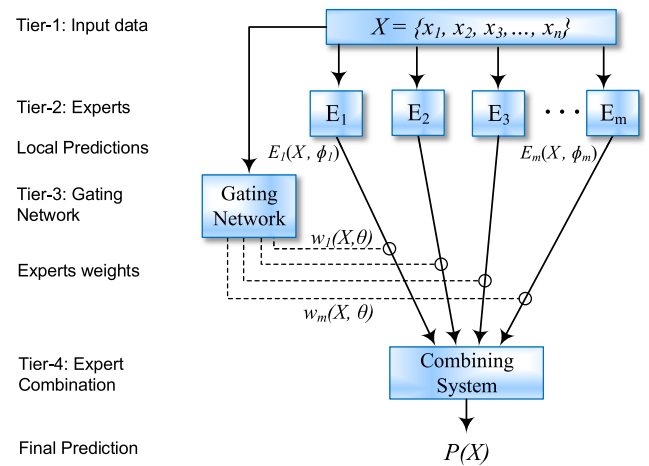 Tier-1: Input data
X = {x1, x2, x3,..., xn}
Tier-2: Experts
E1
E2
E3
...
Em
Local Predictions
E1(X, ϕ1)
Em(X, ϕm)
Tier-3: Gating
Network
Gating
Network
w1(X,θ)
Experts weights
wm(X, θ)
Tier-4: Expert
Combination
Combining
System
Final Prediction
P(X)